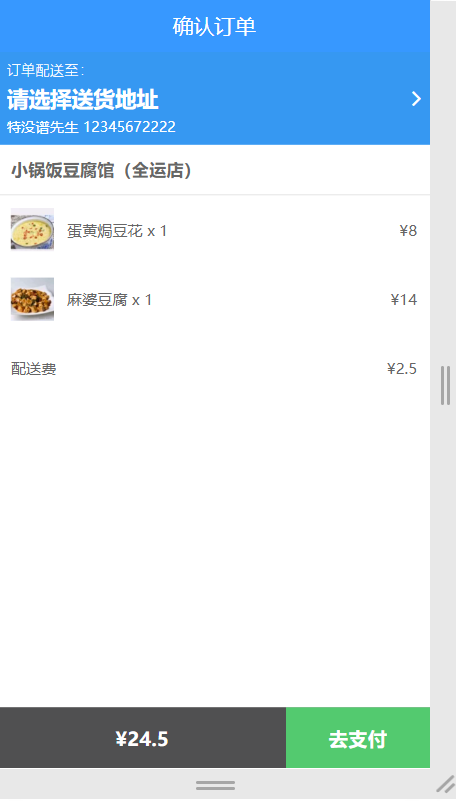 确认订单
订单配送至:
请选择送货地址
特没谱先生 12345672222
小锅饭豆腐馆（全运店）
蛋黄焗豆花 x 1 ¥8
麻婆豆腐 x 1 ¥14
配送费 ¥2.5
¥24.5 去支付